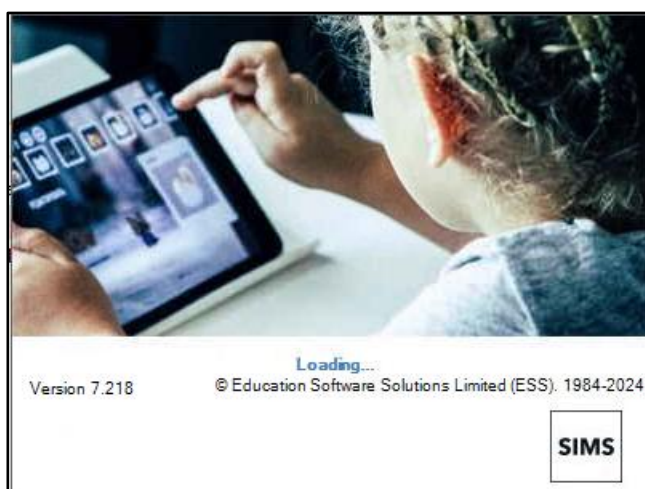 Loading...
Version 7.218
© Education Software Solutions Limited (ESS). 1984-2024
SIMS